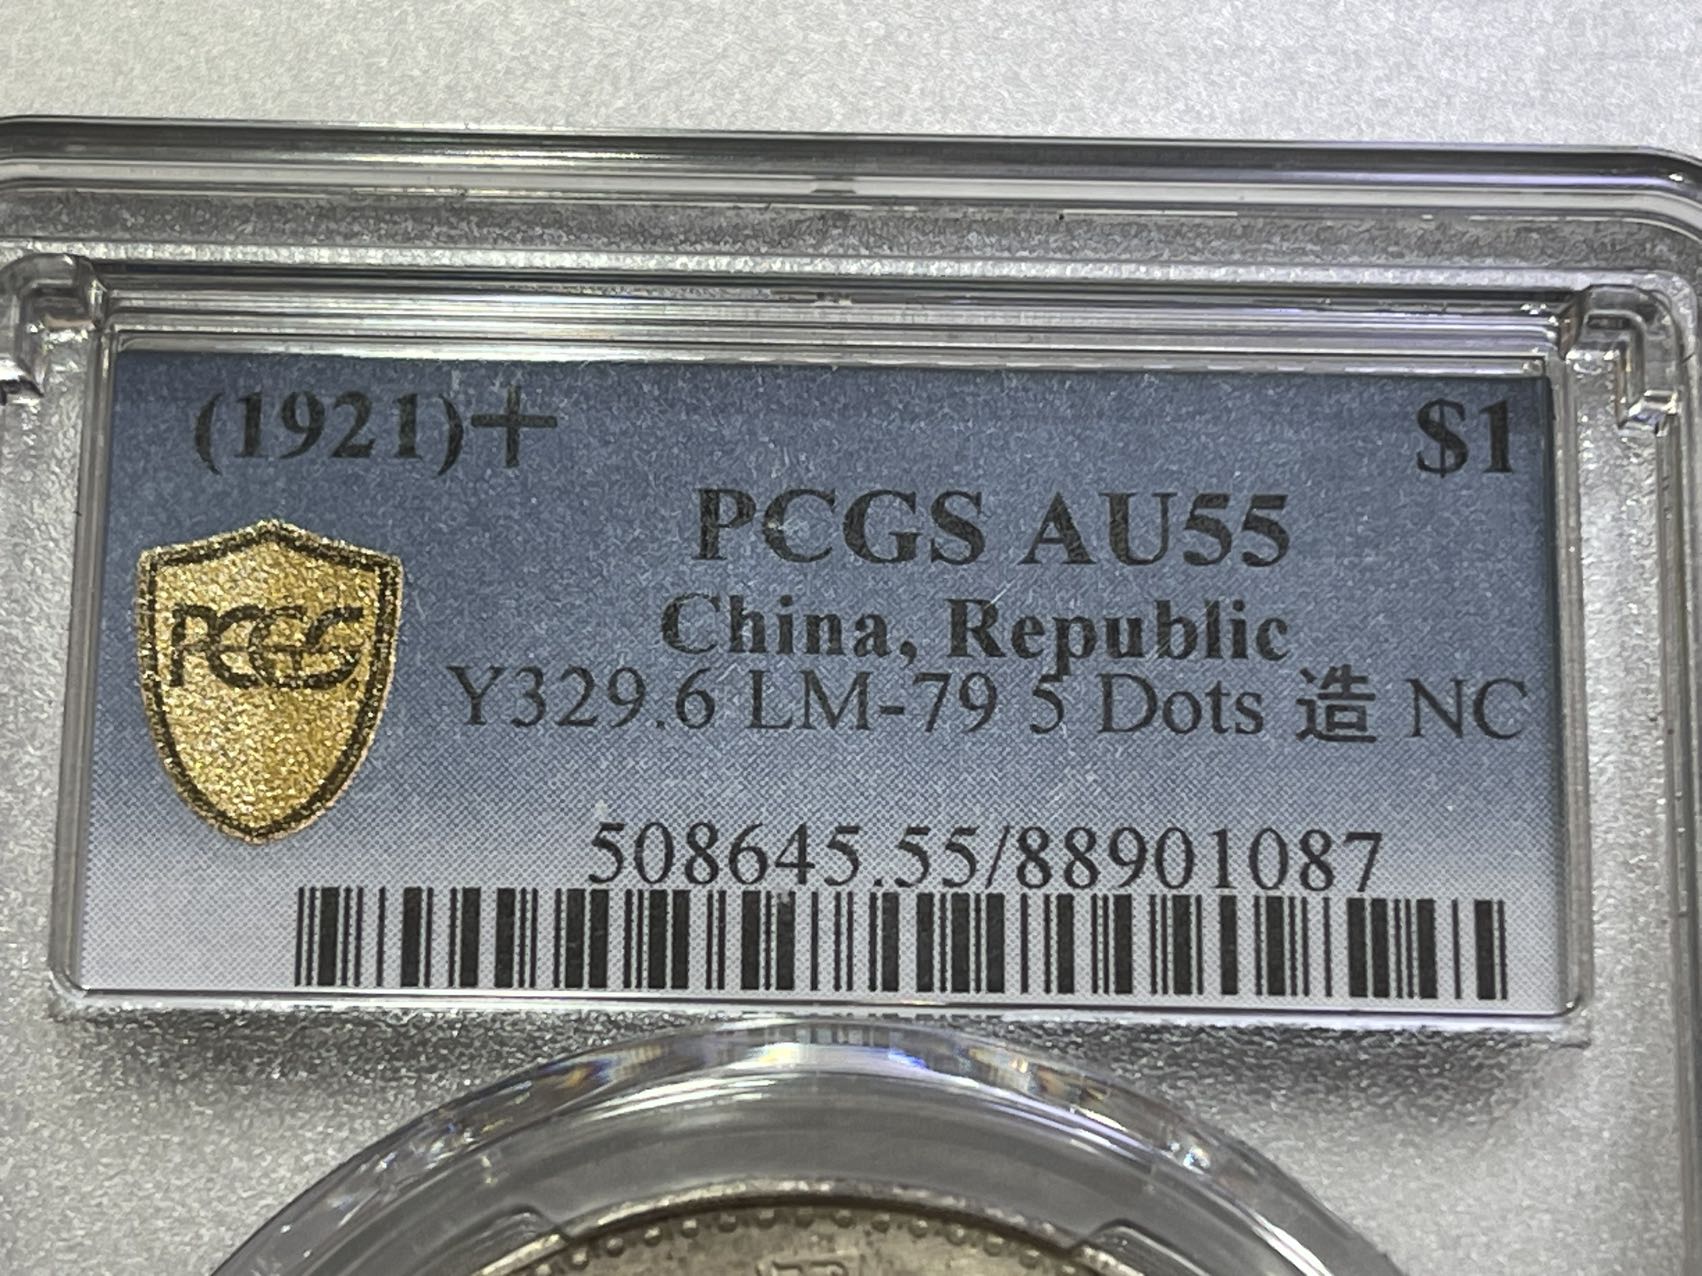 (1921)十 $1
PCGS AU55
China, Republic
PCGS
Y329.6 LM-79 5 Dots 造 NC
508645.55/88901087